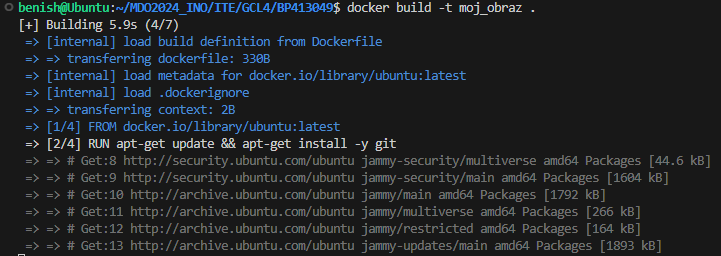 benish@Ubuntu:~/MDO2024_INO/ITE/GCL4/BP413049$ docker build -t moj_obraz .
[+] Building 5.9s (4/7)
=> [internal] load build definition from Dockerfile
=> => transferring dockerfile: 330B
=> [internal] load metadata for docker.io/library/ubuntu:latest
=> [internal] load .dockerignore
=> => transferring context: 2B
=> [1/4] FROM docker.io/library/ubuntu:latest
=> [2/4] RUN apt-get update && apt-get install -y git
=> => # Get:8 http://security.ubuntu.com/ubuntu jammy-security/multiverse amd64 Packages [44.6 kB]
=> => # Get:9 http://security.ubuntu.com/ubuntu jammy-security/main amd64 Packages [1604 kB]
=> => # Get:10 http://archive.ubuntu.com/ubuntu jammy/main amd64 Packages [1792 kB]
=> => # Get:11 http://archive.ubuntu.com/ubuntu jammy/multiverse amd64 Packages [266 kB]
=> => # Get:12 http://archive.ubuntu.com/ubuntu jammy/restricted amd64 Packages [164 kB]
=> => # Get:13 http://archive.ubuntu.com/ubuntu jammy-updates/main amd64 Packages [1893 kB]